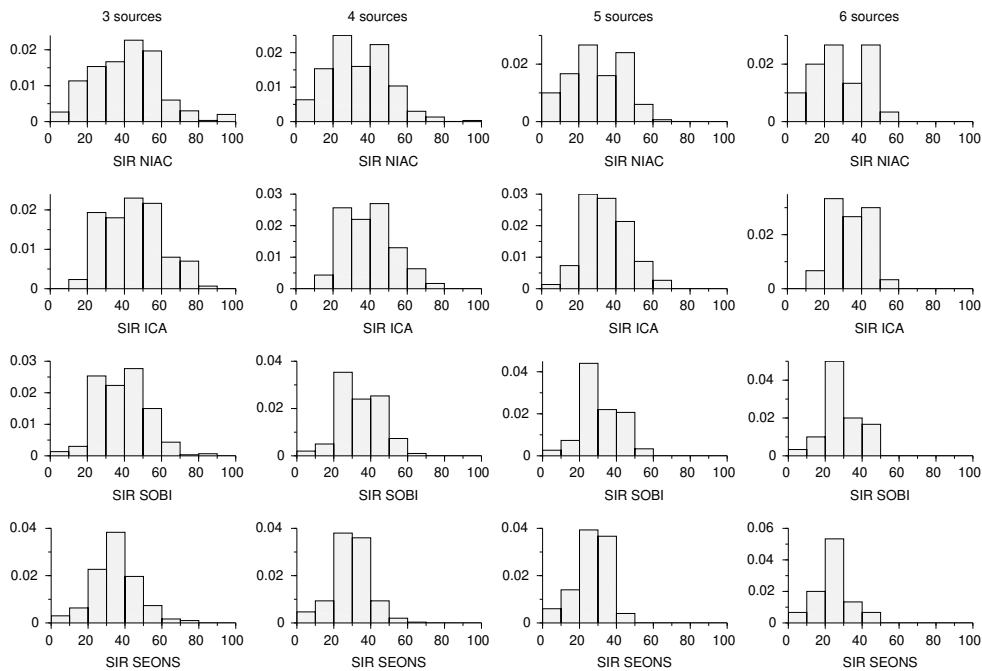 3 sources 4 sources 5 sources 6 sources
0.02 0.02 0.02 0.02
0.01 0.01
0 0 0 0
0 20 40 60 80 100 0 20 40 60 80 100 0 20 40 60 80 100 0 20 40 60 80 100
SIR NIAC SIR NIAC SIR NIAC SIR NIAC
0.03 0.03
0.02 0.02 0.02 0.02
0.01 0.01 0.01
0 0 0 0
0 20 40 60 80 100 0 20 40 60 80 100 0 20 40 60 80 100 0 20 40 60 80 100
SIR ICA SIR ICA SIR ICA SIR ICA
0.03 0.04
0.02 0.02 0.04 0.04
0.01 0.02 0.02
0 0 0 0
0 20 40 60 80 100 0 20 40 60 80 100 0 20 40 60 80 100 0 20 40 60 80 100
SIR SOBI SIR SOBI SIR SOBI SIR SOBI
0.04 0.04 0.04 0.06
0.04
0.02 0.02 0.02 0.02
0 0 0 0
0 20 40 60 80 100 0 20 40 60 80 100 0 20 40 60 80 100 0 20 40 60 80 100
SIR SEONS SIR SEONS SIR SEONS SIR SEONS